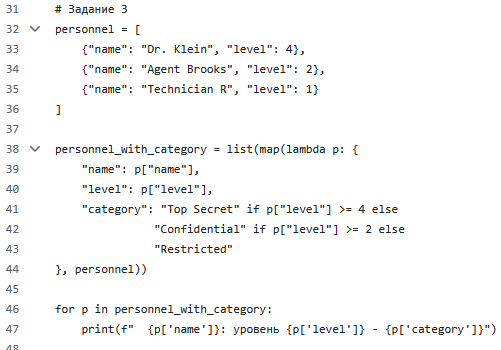 31 # Задание 3
32 personnel = [
33     {"name": "Dr. Klein", "level": 4},
34     {"name": "Agent Brooks", "level": 2},
35     {"name": "Technician R", "level": 1}
36 ]
37
38 personnel_with_category = list(map(lambda p: {
39     "name": p["name"],
40     "level": p["level"],
41     "category": "Top Secret" if p["level"] >= 4 else
42                "Confidential" if p["level"] >= 2 else
43                "Restricted"
44 }, personnel))
45
46 for p in personnel_with_category:
47     print(f"  {p['name']}: уровень {p['level']} - {p['category']}")
48